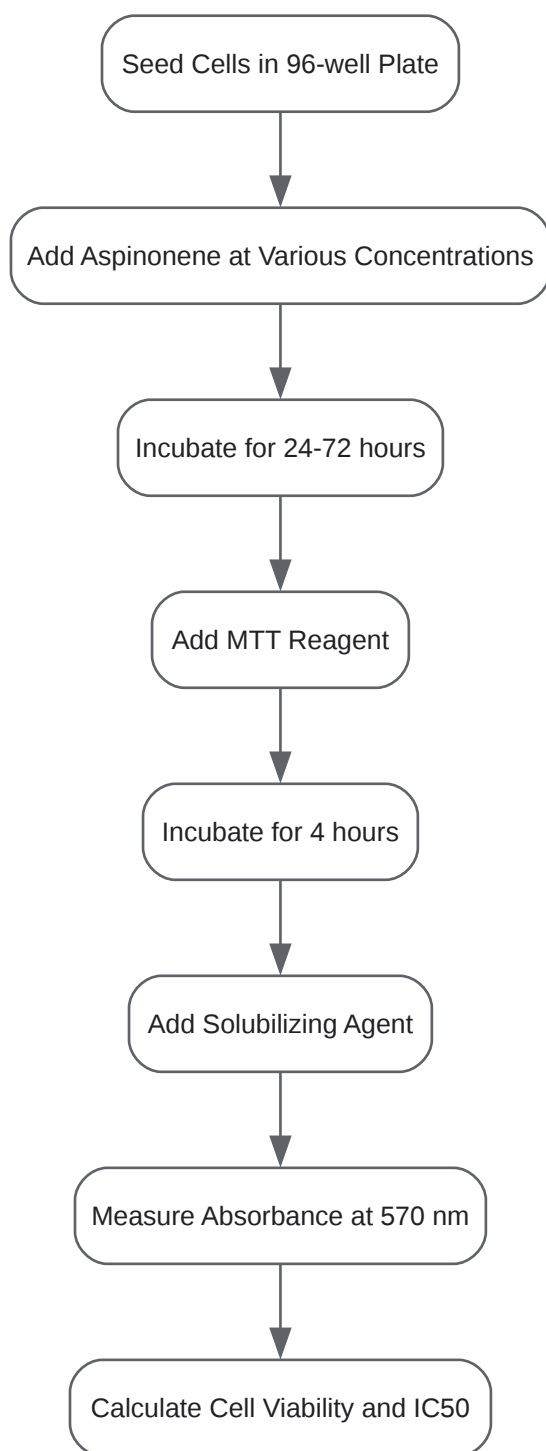 Seed Cells in 96-well Plate
Add Aspinonene at Various Concentrations
Incubate for 24-72 hours
Add MTT Reagent
Incubate for 4 hours
Add Solubilizing Agent
Measure Absorbance at 570 nm
Calculate Cell Viability and IC50